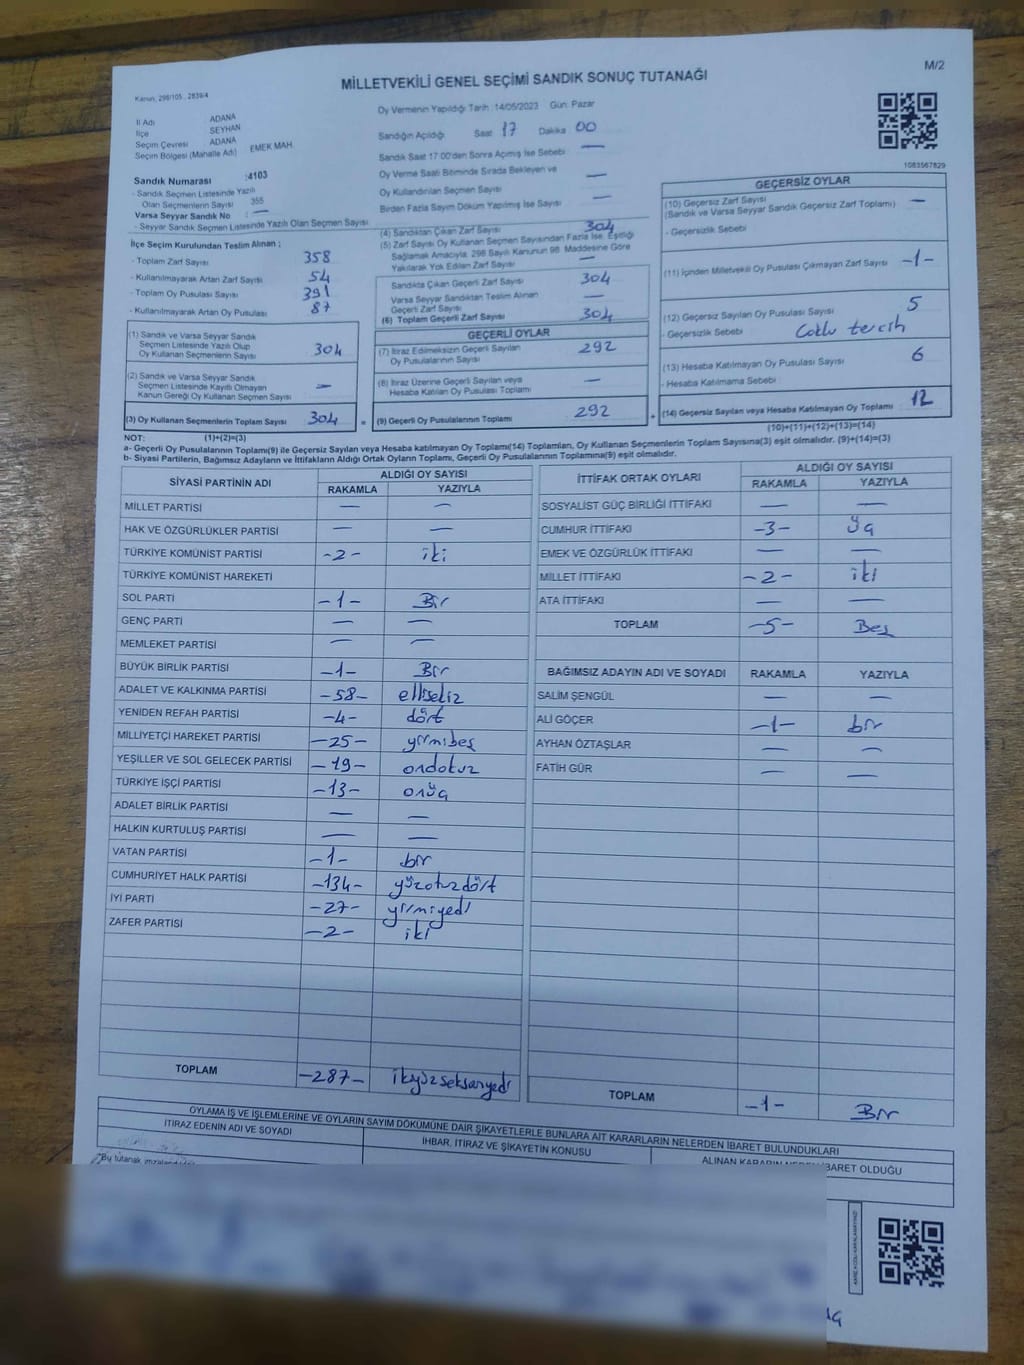 M/2
MİLLETVEKİLİ GENEL SEÇİMİ SANDIK SONUÇ TUTANAĞI
Kanun, 298/105 , 2839/4
İl Adı ADANA
İlçe SEYHAN
Seçim Çevresi ADANA
Seçim Bölgesi (Mahalle Adı) EMEK MAH.
Sandık Numarası :4103
- Sandık Seçmen Listesinde Yazılı
Olan Seçmenlerin Sayısı 355
Varsa Seyyar Sandık No : —
- Seyyar Sandık Seçmen Listesinde Yazılı Olan Seçmen Sayısı
İlçe Seçim Kurulundan Teslim Alınan ;
- Toplam Zarf Sayısı 358
- Kullanılmayarak Artan Zarf Sayısı 54
- Toplam Oy Pusulası Sayısı 391
- Kullanılmayarak Artan Oy Pusulası 87
Oy Vermenin Yapıldığı Tarih :14/05/2023 Gün: Pazar
Sandığın Açıldığı Saat 17 Dakika 00
Sandık Saat 17:00'den Sonra Açımış İse Sebebi —
Oy Verme Saati Bitiminde Sırada Bekleyen ve
Oy Kullandırılan Seçmen Sayısı —
Birden Fazla Sayım Döküm Yapılmış İse Sayısı —
(4) Sandıktan Çıkan Zarf Sayısı 304
(5) Zarf Sayısı Oy Kullanan Seçmen Sayısından Fazla İse, Eşitliği
Sağlamak Amacıyla, 298 Sayılı Kanunun 98. Maddesine Göre
Yakılarak Yok Edilen Zarf Sayısı —
Sandıkta Çıkan Geçerli Zarf Sayısı 304
Varsa Seyyar Sandıktan Teslim Alınan
Geçerli Zarf Sayısı —
(6) Toplam Geçerli Zarf Sayısı 304
1083567829
GEÇERSİZ OYLAR
(10) Geçersiz Zarf Sayısı —
(Sandık ve Varsa Seyyar Sandık Geçersiz Zarf Toplamı)
- Geçersizlik Sebebi
(11) İçinden Milletvekili Oy Pusulası Çıkmayan Zarf Sayısı -1-
(12) Geçersiz Sayılan Oy Pusulası Sayısı 5
- Geçersizlik Sebebi Çoklu tercih
(13) Hesaba Katılmayan Oy Pusulası Sayısı 6
- Hesaba Katılmama Sebebi
(14) Geçersiz Sayılan veya Hesaba Katılmayan Oy Toplamı 12
(10)+(11)+(12)+(13)=(14)
(1) Sandık ve Varsa Seyyar Sandık
Seçmen Listesinde Yazılı Olup
Oy Kullanan Seçmenlerin Sayısı 304
(2) Sandık ve Varsa Seyyar Sandık
Seçmen Listesinde Kayıtlı Olmayan
Kanun Gereği Oy Kullanan Seçmen Sayısı —
(3) Oy Kullanan Seçmenlerin Toplam Sayısı 304 =
(1)+(2)=(3)
GEÇERLİ OYLAR
(7) İtiraz Edilmeksizin Geçerli Sayılan
Oy Pusulalarının Sayısı 292
(8) İtiraz Üzerine Geçerli Sayılan veya
Hesaba Katılan Oy Pusulası Toplamı —
(9) Geçerli Oy Pusulalarının Toplamı 292 +
NOT:
a- Geçerli Oy Pusulalarının Toplamı(9) ile Geçersiz Sayılan veya Hesaba katılmayan Oy Toplamı(14) Toplamları, Oy Kullanan Seçmenlerin Toplam Sayısına(3) eşit olmalıdır. (9)+(14)=(3)
b- Siyasi Partilerin, Bağımsız Adayların ve İttifakların Aldığı Ortak Oyların Toplamı, Geçerli Oy Pusulalarının Toplamına(9) eşit olmalıdır.
SİYASİ PARTİNİN ADI ALDIĞI OY SAYISI
RAKAMLA YAZIYLA
MİLLET PARTİSİ — —
HAK VE ÖZGÜRLÜKLER PARTİSİ — —
TÜRKİYE KOMÜNİST PARTİSİ -2- iki
TÜRKİYE KOMÜNİST HAREKETİ
SOL PARTİ -1- Bir
GENÇ PARTİ — —
MEMLEKET PARTİSİ — —
BÜYÜK BİRLİK PARTİSİ -1- Bir
ADALET VE KALKINMA PARTİSİ -58- ellisekiz
YENİDEN REFAH PARTİSİ -4- dört
MİLLİYETÇİ HAREKET PARTİSİ -25- yirmibeş
YEŞİLLER VE SOL GELECEK PARTİSİ -19- ondokuz
TÜRKİYE İŞÇİ PARTİSİ -13- onüç
ADALET BİRLİK PARTİSİ — —
HALKIN KURTULUŞ PARTİSİ — —
VATAN PARTİSİ -1- bir
CUMHURİYET HALK PARTİSİ -134- yüzotuzdört
İYİ PARTİ -27- yirmiyedi
ZAFER PARTİSİ -2- iki
TOPLAM -287- ikiyüzseksenyedi
İTTİFAK ORTAK OYLARI ALDIĞI OY SAYISI
RAKAMLA YAZIYLA
SOSYALİST GÜÇ BİRLİĞİ İTTİFAKI — —
CUMHUR İTTİFAKI -3- üç
EMEK VE ÖZGÜRLÜK İTTİFAKI — —
MİLLET İTTİFAKI -2- iki
ATA İTTİFAKI — —
TOPLAM -5- Beş
BAĞIMSIZ ADAYIN ADI VE SOYADI RAKAMLA YAZIYLA
SALİM ŞENGÜL — —
ALİ GÖÇER -1- bir
AYHAN ÖZTAŞLAR — —
FATİH GÜR — —
TOPLAM -1- Bir
OYLAMA İŞ VE İŞLEMLERİNE VE OYLARIN SAYIM DÖKÜMÜNE DAİR ŞİKAYETLERLE BUNLARA AİT KARARLARIN NELERDEN İBARET BULUNDUKLARI
İTİRAZ EDENİN ADI VE SOYADI
İHBAR, İTİRAZ VE ŞİKAYETİN KONUSU
ALINAN KARARIN NEDEN İBARET OLDUĞU
Bu tutanak